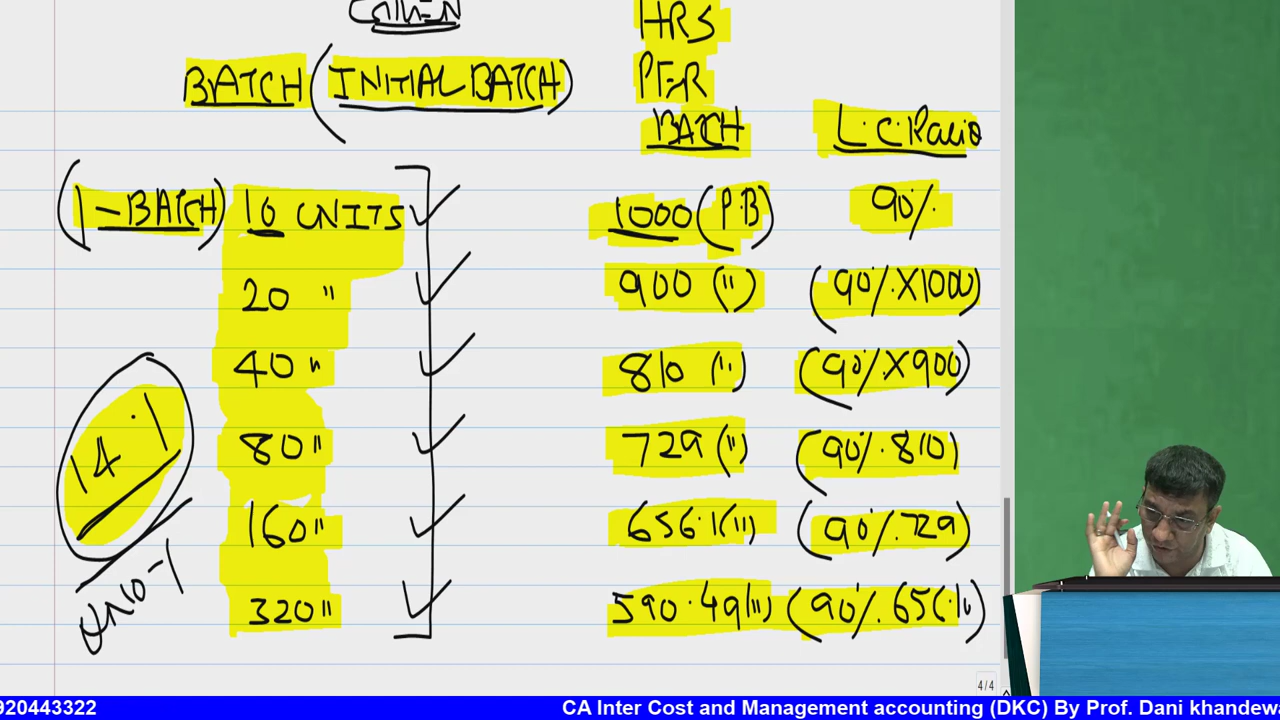 HRS
BATCH (INITIAL BATCH) PER
BATCH L.C.Ratio
(1-BATCH) 10 UNITS 1000 (P.B) 90%
20 " 900 (") (90% X1000)
40 " 810 (") (90% X900)
80 " 729 (") (90%.810)
14.1
160 " 656.1 (") (90%.729)
320 " 590.49 (") (90%.656.1)
4/4
920443322 CA Inter Cost and Management accounting (DKC) By Prof. Dani khandew